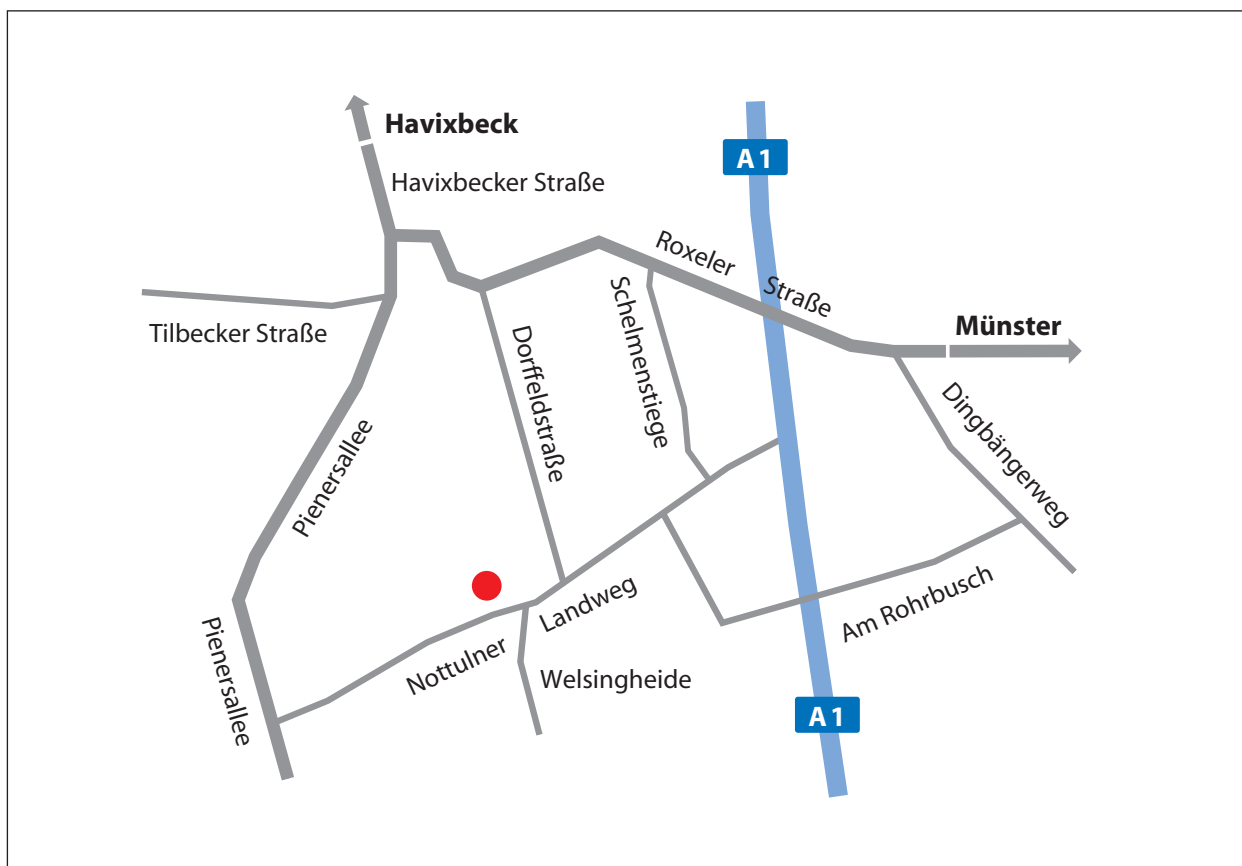 Havixbeck
A 1
Havixbecker Straße
Roxeler
Straße
Tilbecker Straße
Münster
Schelmenstiege
Dorffeldstraße
Dingbängerweg
Pienersallee
Landweg
Am Rohrbusch
Nottulner
Pienersallee
Welsingheide
A 1